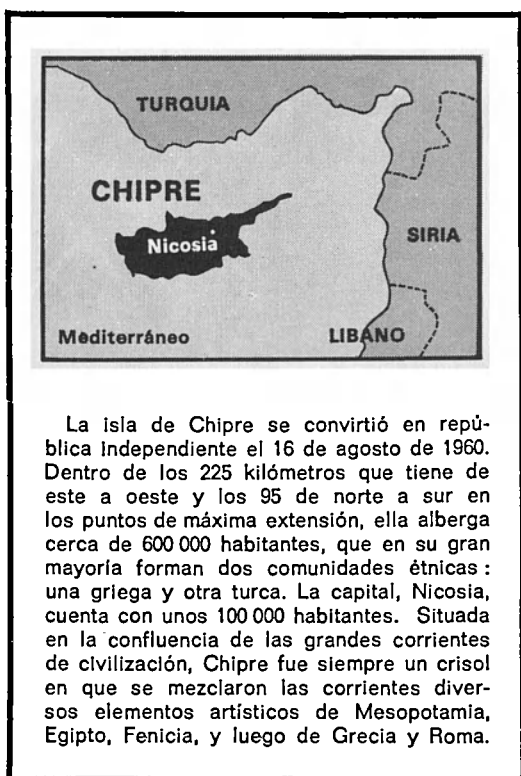 TURQUIA
CHIPRE
Nicosia
SIRIA
Mediterráneo
LIBANO
La isla de Chipre se convirtió en repú-
blica independiente el 16 de agosto de 1960.
Dentro de los 225 kilómetros que tiene de
este a oeste y los 95 de norte a sur en
los puntos de máxima extensión, ella alberga
cerca de 600 000 habitantes, que en su gran
mayoría forman dos comunidades étnicas :
una griega y otra turca. La capital, Nicosia,
cuenta con unos 100 000 habitantes. Situada
en la confluencia de las grandes corrientes
de civilización, Chipre fue siempre un crisol
en que se mezclaron las corrientes diver-
sos elementos artísticos de Mesopotamia,
Egipto, Fenicia, y luego de Grecia y Roma.